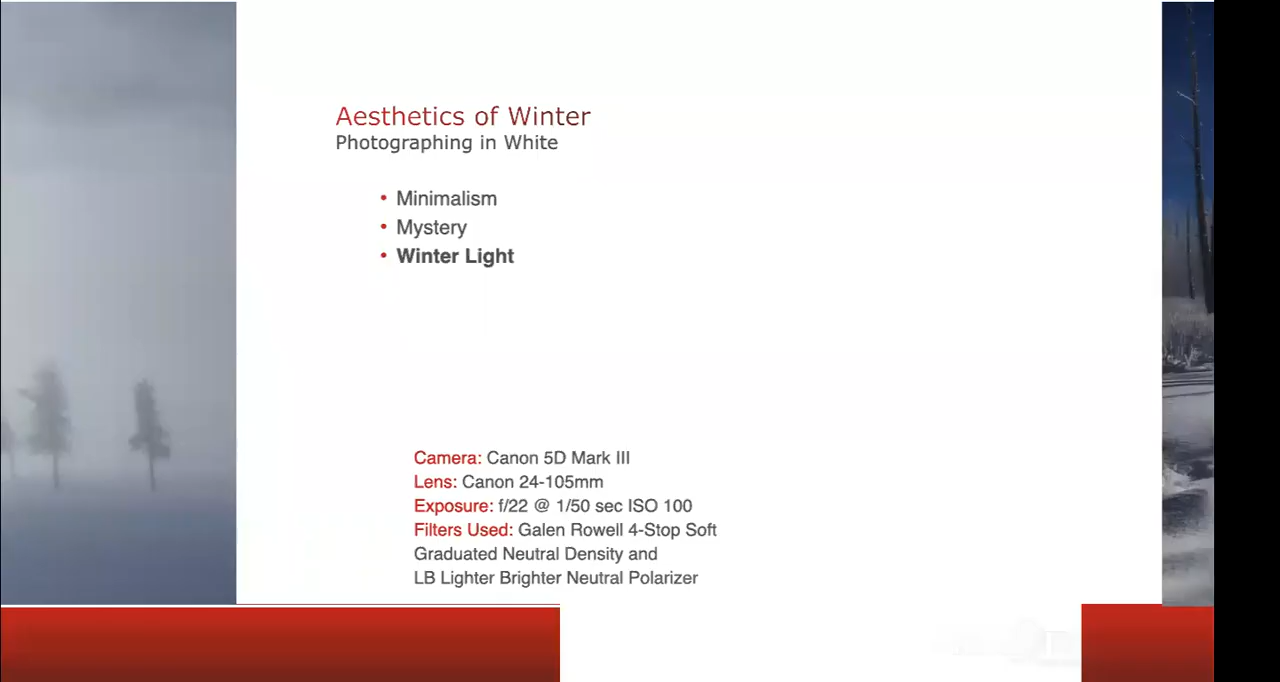 Aesthetics of Winter
Photographing in White
• Minimalism
• Mystery
• Winter Light
Camera: Canon 5D Mark III
Lens: Canon 24-105mm
Exposure: f/22 @ 1/50 sec ISO 100
Filters Used: Galen Rowell 4-Stop Soft
Graduated Neutral Density and
LB Lighter Brighter Neutral Polarizer